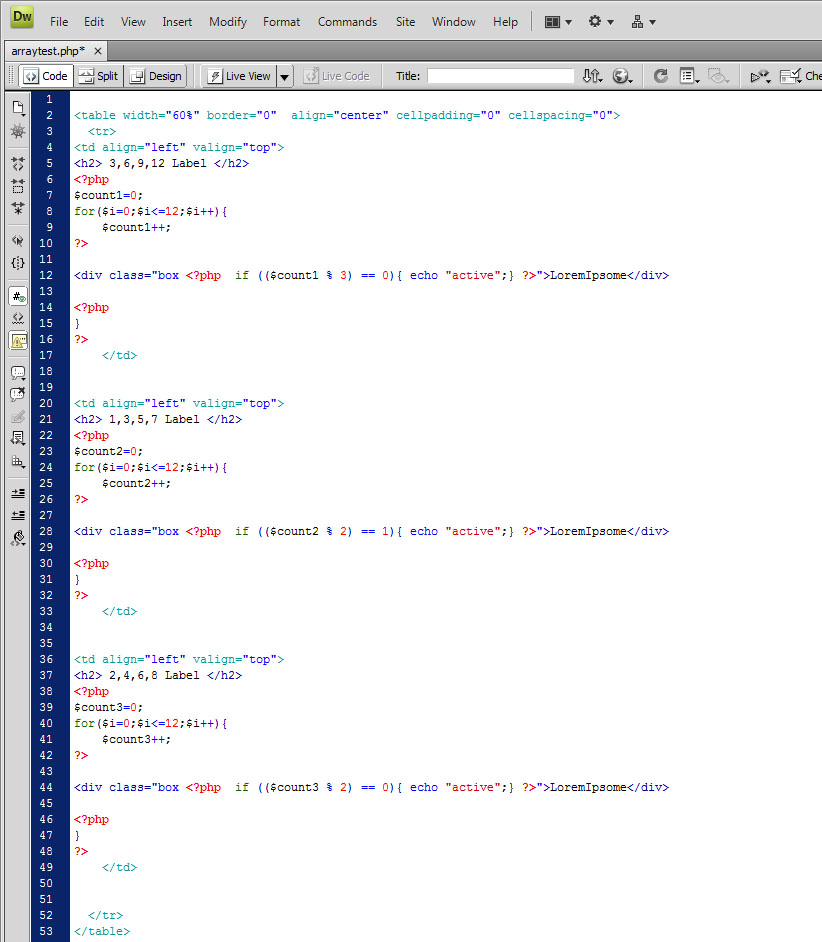 Dw File Edit View Insert Modify Format Commands Site Window Help
arraytest.php* ×
Code Split Design Live View Live Code Title: Che
1
2 <table width="60%" border="0"  align="center" cellpadding="0" cellspacing="0">
3   <tr>
4 <td align="left" valign="top">
5 <h2> 3,6,9,12 Label </h2>
6 <?php
7 $count1=0;
8 for($i=0;$i<=12;$i++){
9     $count1++;
10 ?>
11
12 <div class="box <?php  if (($count1 % 3) == 0){ echo "active";} ?>">LoremIpsome</div>
13
14 <?php
15 }
16 ?>
17     </td>
18
19
20 <td align="left" valign="top">
21 <h2> 1,3,5,7 Label </h2>
22 <?php
23 $count2=0;
24 for($i=0;$i<=12;$i++){
25     $count2++;
26 ?>
27
28 <div class="box <?php  if (($count2 % 2) == 1){ echo "active";} ?>">LoremIpsome</div>
29
30 <?php
31 }
32 ?>
33     </td>
34
35
36 <td align="left" valign="top">
37 <h2> 2,4,6,8 Label </h2>
38 <?php
39 $count3=0;
40 for($i=0;$i<=12;$i++){
41     $count3++;
42 ?>
43
44 <div class="box <?php  if (($count3 % 2) == 0){ echo "active";} ?>">LoremIpsome</div>
45
46 <?php
47 }
48 ?>
49     </td>
50
51
52   </tr>
53 </table>